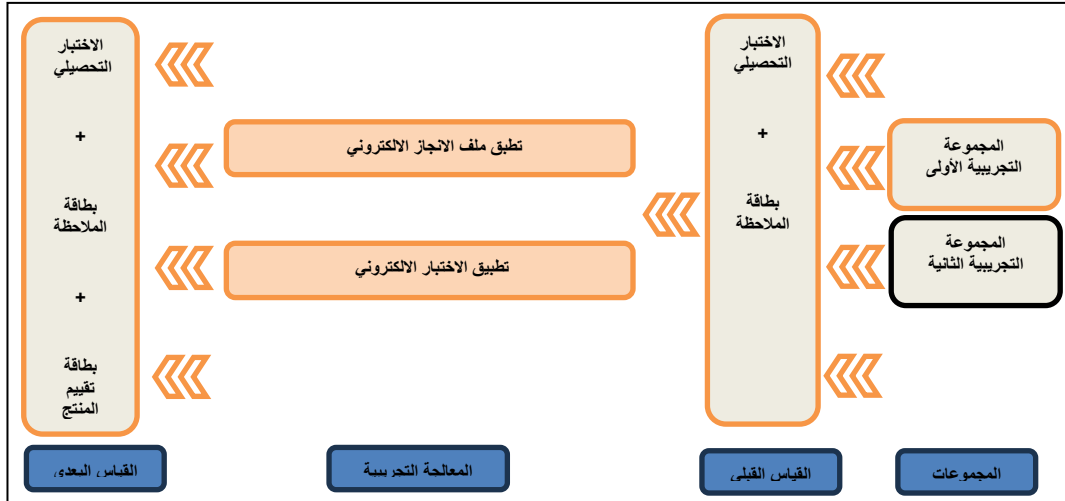 المجموعة
التجريبية الأولى
المجموعة
التجريبية الثانية
الاختبار
التحصيلي
+
بطاقة
الملاحظة
تطبق ملف الانجاز الالكتروني
تطبيق الاختبار الالكتروني
الاختبار
التحصيلي
+
بطاقة
الملاحظة
+
بطاقة
تقييم
المنتج
المجموعات
القياس القبلي
المعالجة التجريبية
القياس البعدي